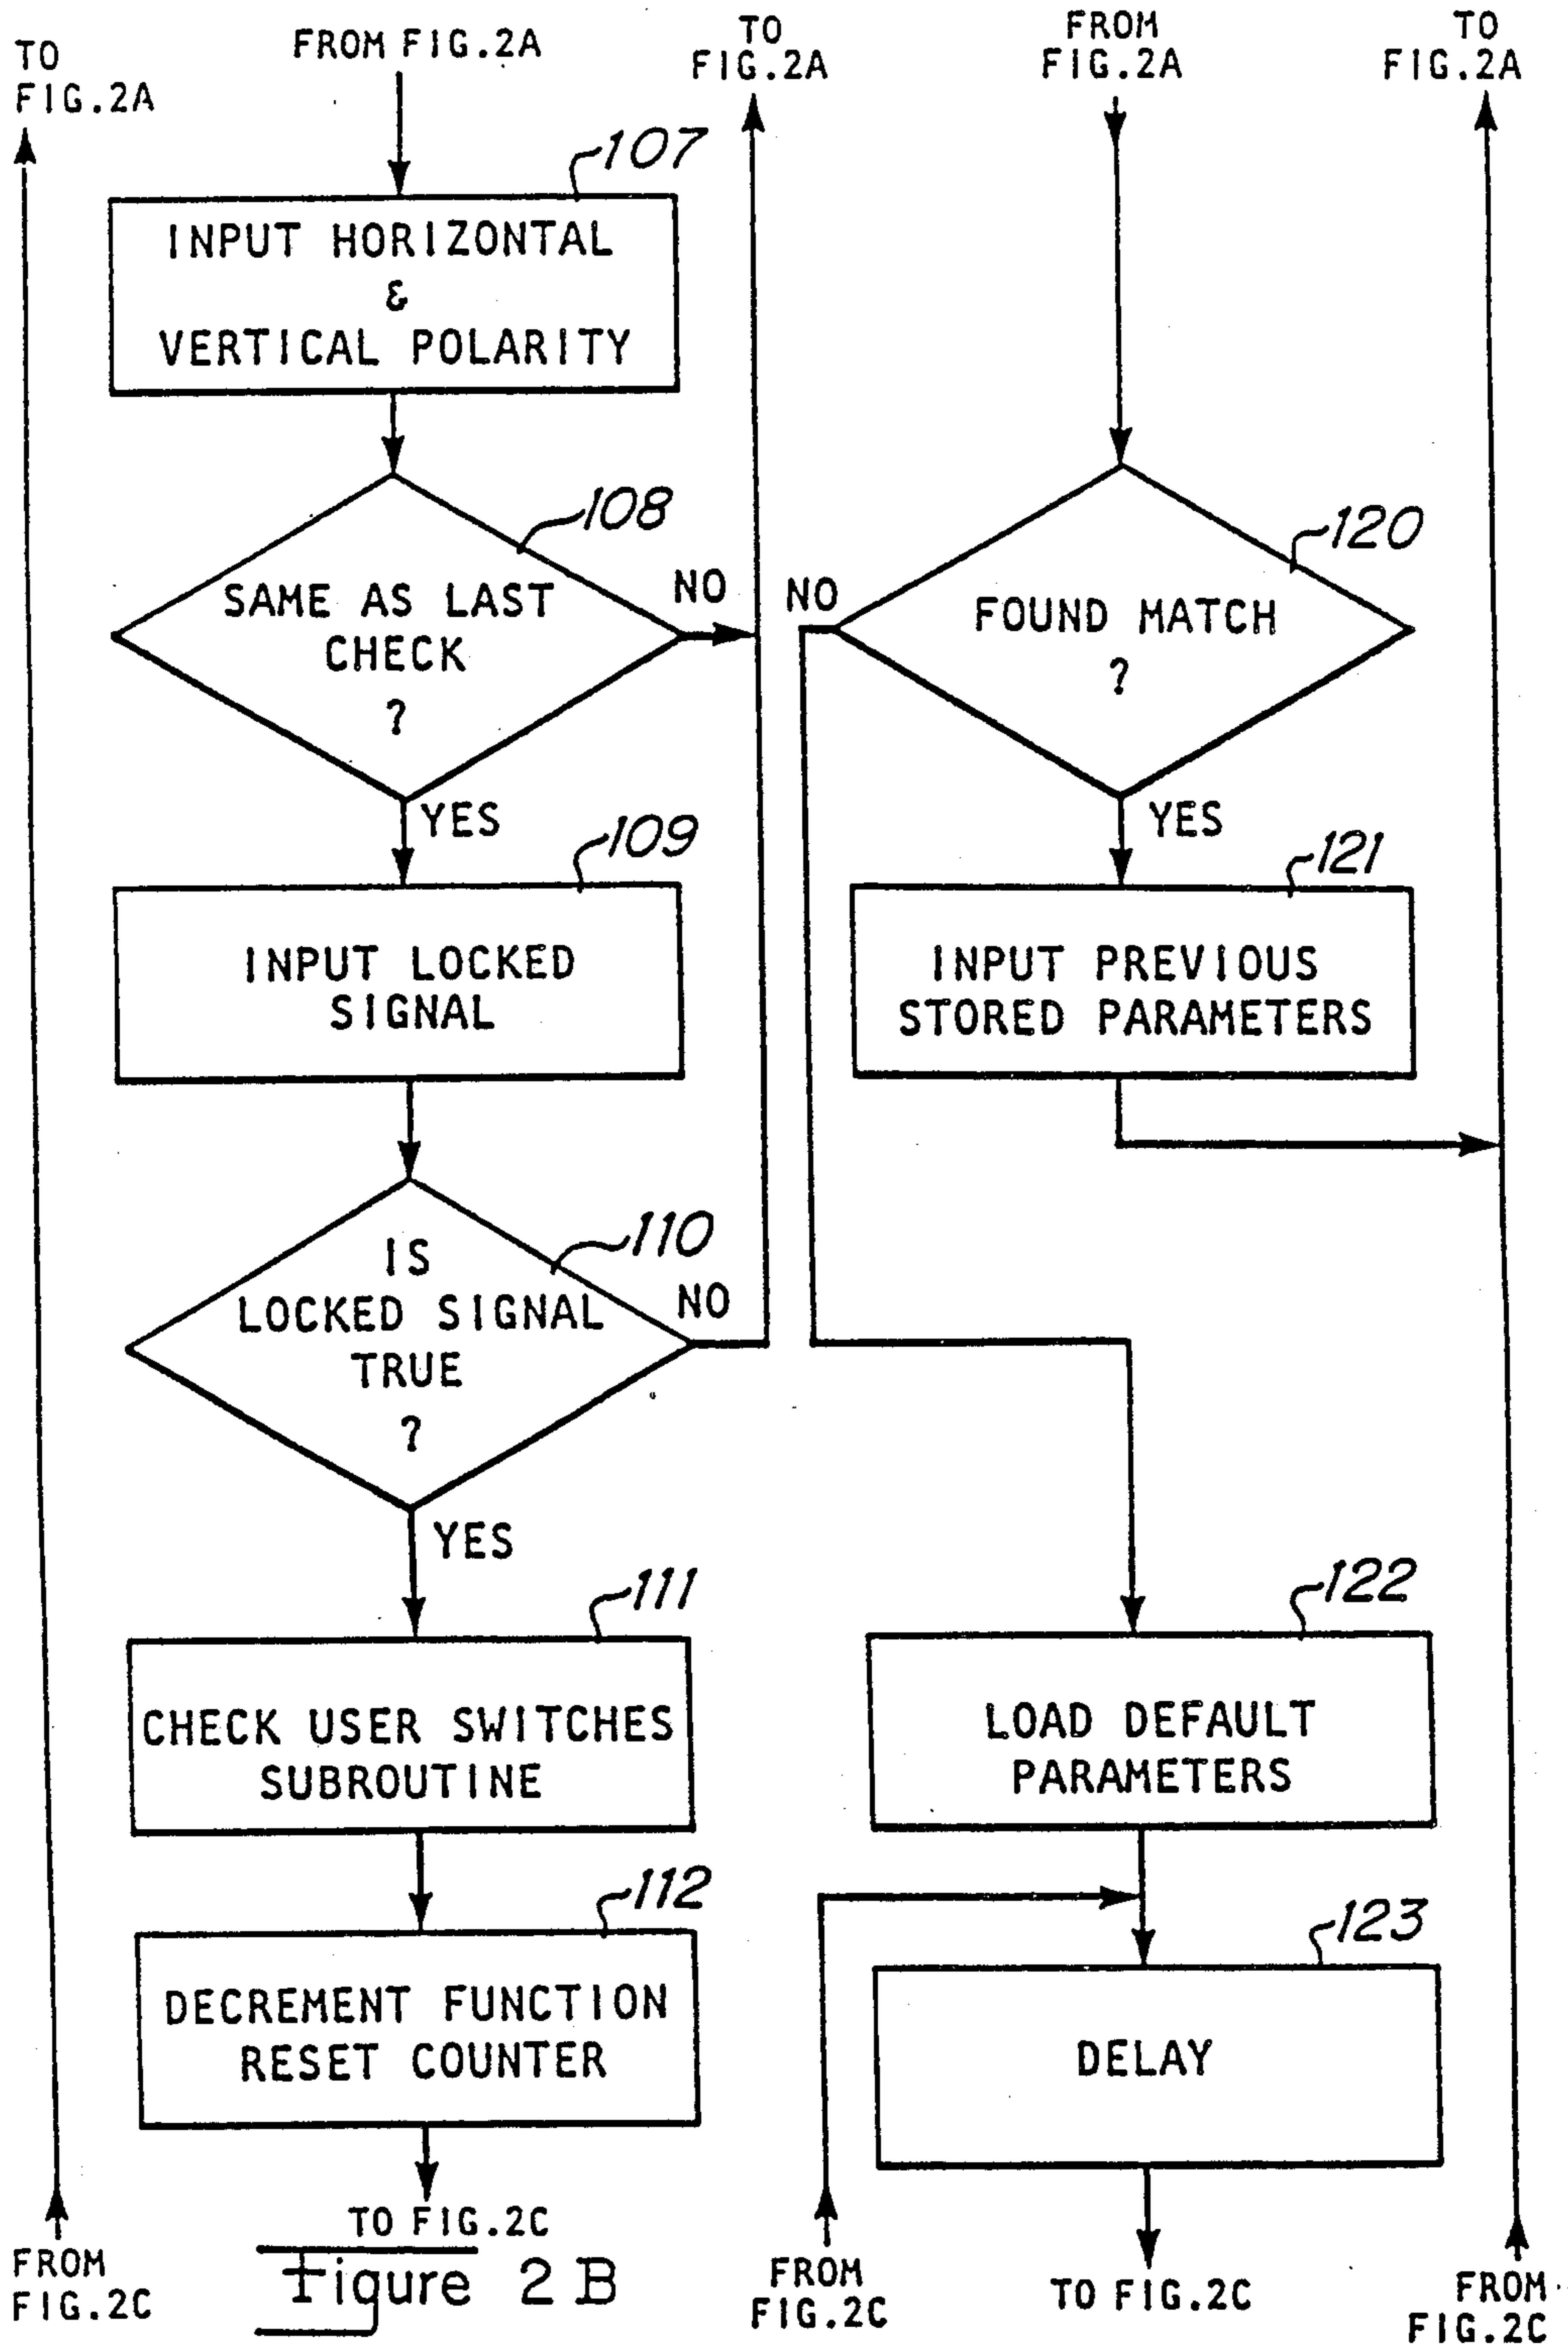 TO
FIG.2A
FROM FIG.2A
TO
FIG.2A
FROM
FIG.2A
TO
FIG.2A
107
INPUT HORIZONTAL
&
VERTICAL POLARITY
108
SAME AS LAST
CHECK
?
NO
YES
109
INPUT LOCKED
SIGNAL
110
IS
LOCKED SIGNAL
TRUE
?
NO
YES
111
CHECK USER SWITCHES
SUBROUTINE
112
DECREMENT FUNCTION
RESET COUNTER
TO FIG.2C
120
FOUND MATCH
?
NO
YES
121
INPUT PREVIOUS
STORED PARAMETERS
122
LOAD DEFAULT
PARAMETERS
123
DELAY
TO FIG.2C
FROM
FIG.2C
FROM
FIG.2C
FROM
FIG.2C
Figure 2B